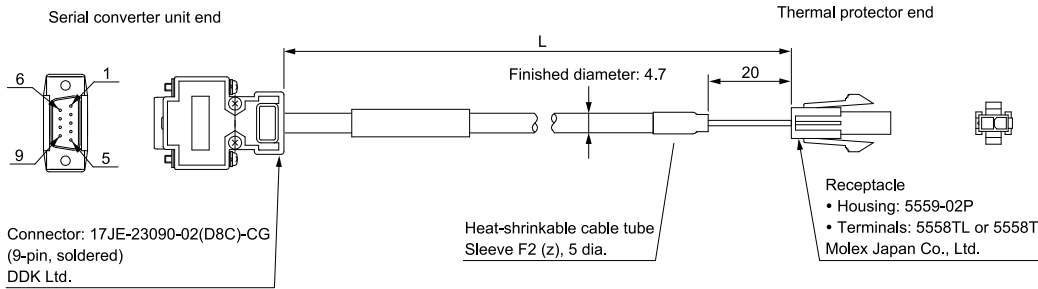 Serial converter unit end
Thermal protector end
L
Finished diameter: 4.7
20
6
1
9
5
Connector: 17JE-23090-02(D8C)-CG
(9-pin, soldered)
DDK Ltd.
Heat-shrinkable cable tube
Sleeve F2 (z), 5 dia.
Receptacle
• Housing: 5559-02P
• Terminals: 5558TL or 5558T
Molex Japan Co., Ltd.